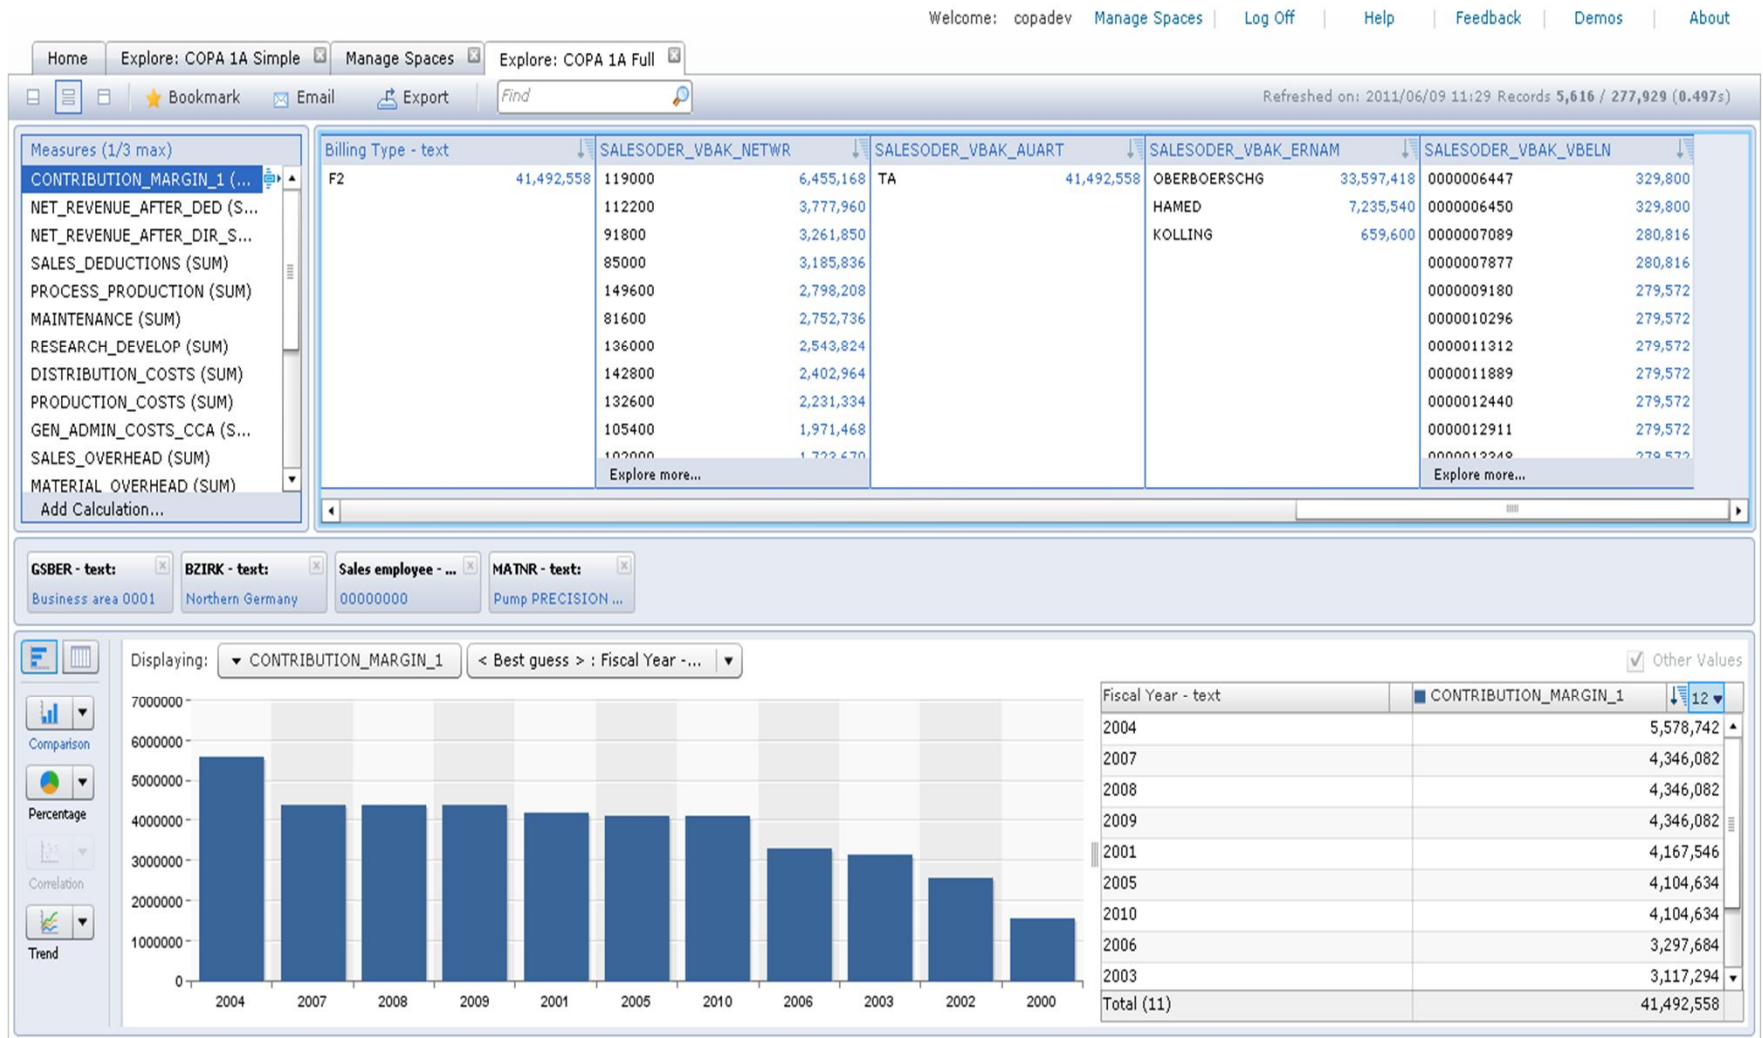 Welcome: copadev Manage Spaces Log Off Help Feedback Demos About
Home Explore: COPA 1A Simple Manage Spaces Explore: COPA 1A Full
Bookmark Email Export Find Refreshed on: 2011/06/09 11:29 Records 5,616 / 277,929 (0.497s)
Measures (1/3 max)
CONTRIBUTION_MARGIN_1 (...
NET_REVENUE_AFTER_DED (S...
NET_REVENUE_AFTER_DIR_S...
SALES_DEDUCTIONS (SUM)
PROCESS_PRODUCTION (SUM)
MAINTENANCE (SUM)
RESEARCH_DEVELOP (SUM)
DISTRIBUTION_COSTS (SUM)
PRODUCTION_COSTS (SUM)
GEN_ADMIN_COSTS_CCA (S...
SALES_OVERHEAD (SUM)
MATERIAL_OVERHEAD (SUM)
Add Calculation...
Billing Type - text
F2 41,492,558
SALESODER_VBAK_NETWR
119000 6,455,168
112200 3,777,960
91800 3,261,850
85000 3,185,836
149600 2,798,208
81600 2,752,736
136000 2,543,824
142800 2,402,964
132600 2,231,334
105400 1,971,468
102000 1,723,670
Explore more...
SALESODER_VBAK_AUART
TA 41,492,558
SALESODER_VBAK_ERNAM
OBERBOERSCHG 33,597,418
HAMED 7,235,540
KOLLING 659,600
SALESODER_VBAK_VBELN
0000006447 329,800
0000006450 329,800
0000007089 280,816
0000007877 280,816
0000009180 279,572
0000010296 279,572
0000011312 279,572
0000011889 279,572
0000012440 279,572
0000012911 279,572
0000013348 279,572
Explore more...
GSBER - text:
Business area 0001
BZIRK - text:
Northern Germany
Sales employee - ...
00000000
MATNR - text:
Pump PRECISION ...
Comparison
Percentage
Correlation
Trend
Displaying: CONTRIBUTION_MARGIN_1 < Best guess > : Fiscal Year -... Other Values
7000000
6000000
5000000
4000000
3000000
2000000
1000000
0
2004 2007 2008 2009 2001 2005 2010 2006 2003 2002 2000
Fiscal Year - text CONTRIBUTION_MARGIN_1 12
2004 5,578,742
2007 4,346,082
2008 4,346,082
2009 4,346,082
2001 4,167,546
2005 4,104,634
2010 4,104,634
2006 3,297,684
2003 3,117,294
Total (11) 41,492,558